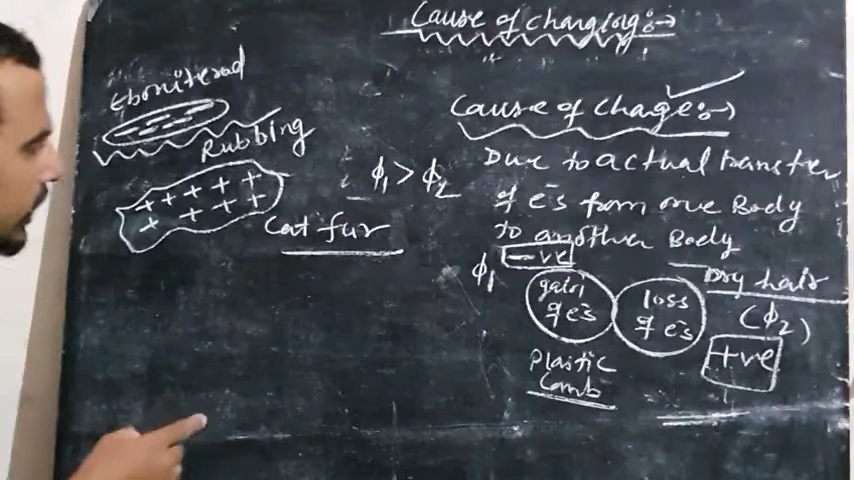 Cause of charging:→
Ebonite rod
Rubbing
+ + + + +
+ + + +
Cat fur
ϕ₁ > ϕ₂
Cause of charge:→
Due to actual transfer
of e⁻s from one Body
to another Body
-ve
ϕ₁
gain
of e⁻s
loss
of e⁻s
Dry hair
(ϕ₂)
+ve
Plastic
Comb